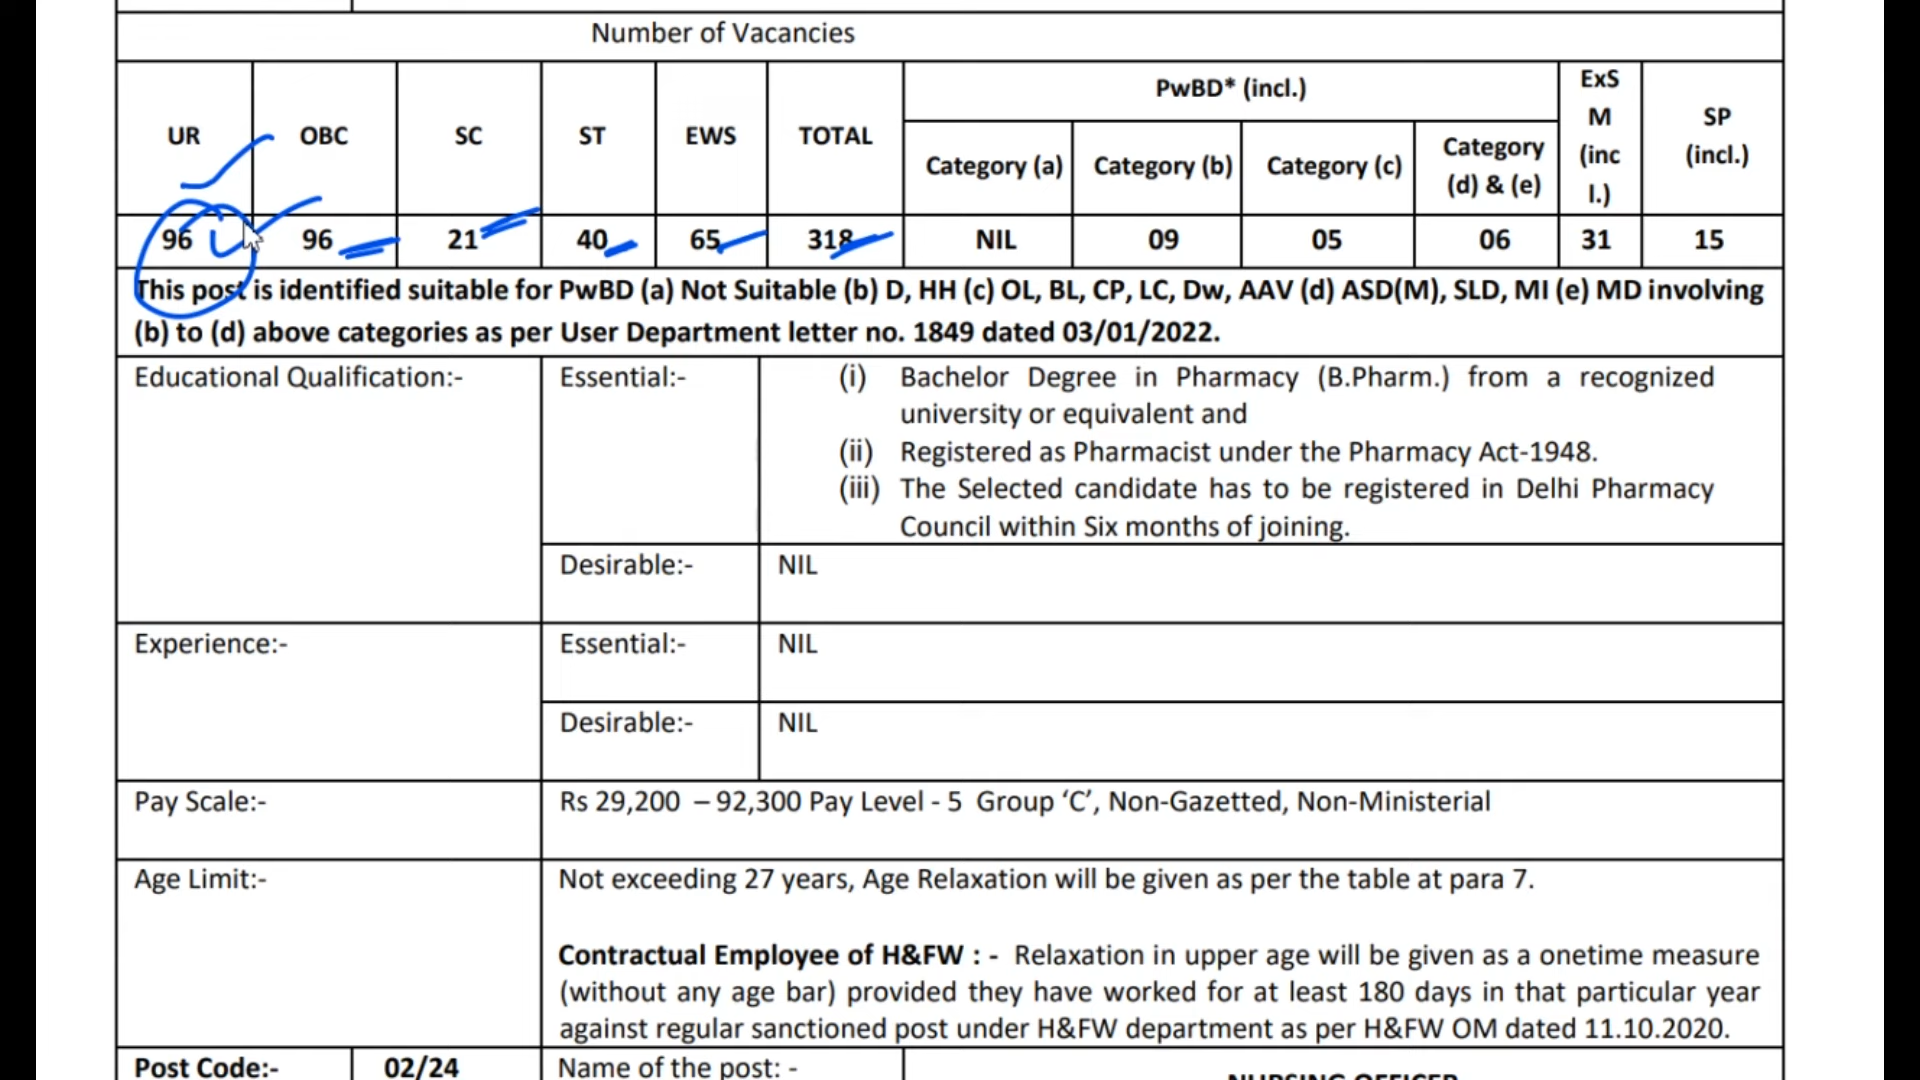 Number of Vacancies
UR OBC SC ST EWS TOTAL PwBD* (incl.) ExS M (inc l.) SP (incl.)
Category (a) Category (b) Category (c) Category (d) & (e)
96 96 21 40 65 318 NIL 09 05 06 31 15
This post is identified suitable for PwBD (a) Not Suitable (b) D, HH (c) OL, BL, CP, LC, Dw, AAV (d) ASD(M), SLD, MI (e) MD involving
(b) to (d) above categories as per User Department letter no. 1849 dated 03/01/2022.
Educational Qualification:- Essential:- (i) Bachelor Degree in Pharmacy (B.Pharm.) from a recognized
university or equivalent and
(ii) Registered as Pharmacist under the Pharmacy Act-1948.
(iii) The Selected candidate has to be registered in Delhi Pharmacy
Council within Six months of joining.
Desirable:- NIL
Experience:- Essential:- NIL
Desirable:- NIL
Pay Scale:- Rs 29,200 – 92,300 Pay Level - 5 Group ‘C’, Non-Gazetted, Non-Ministerial
Age Limit:- Not exceeding 27 years, Age Relaxation will be given as per the table at para 7.
Contractual Employee of H&FW : - Relaxation in upper age will be given as a onetime measure
(without any age bar) provided they have worked for at least 180 days in that particular year
against regular sanctioned post under H&FW department as per H&FW OM dated 11.10.2020.
Post Code:- 02/24 Name of the post: - NURSING OFFICER